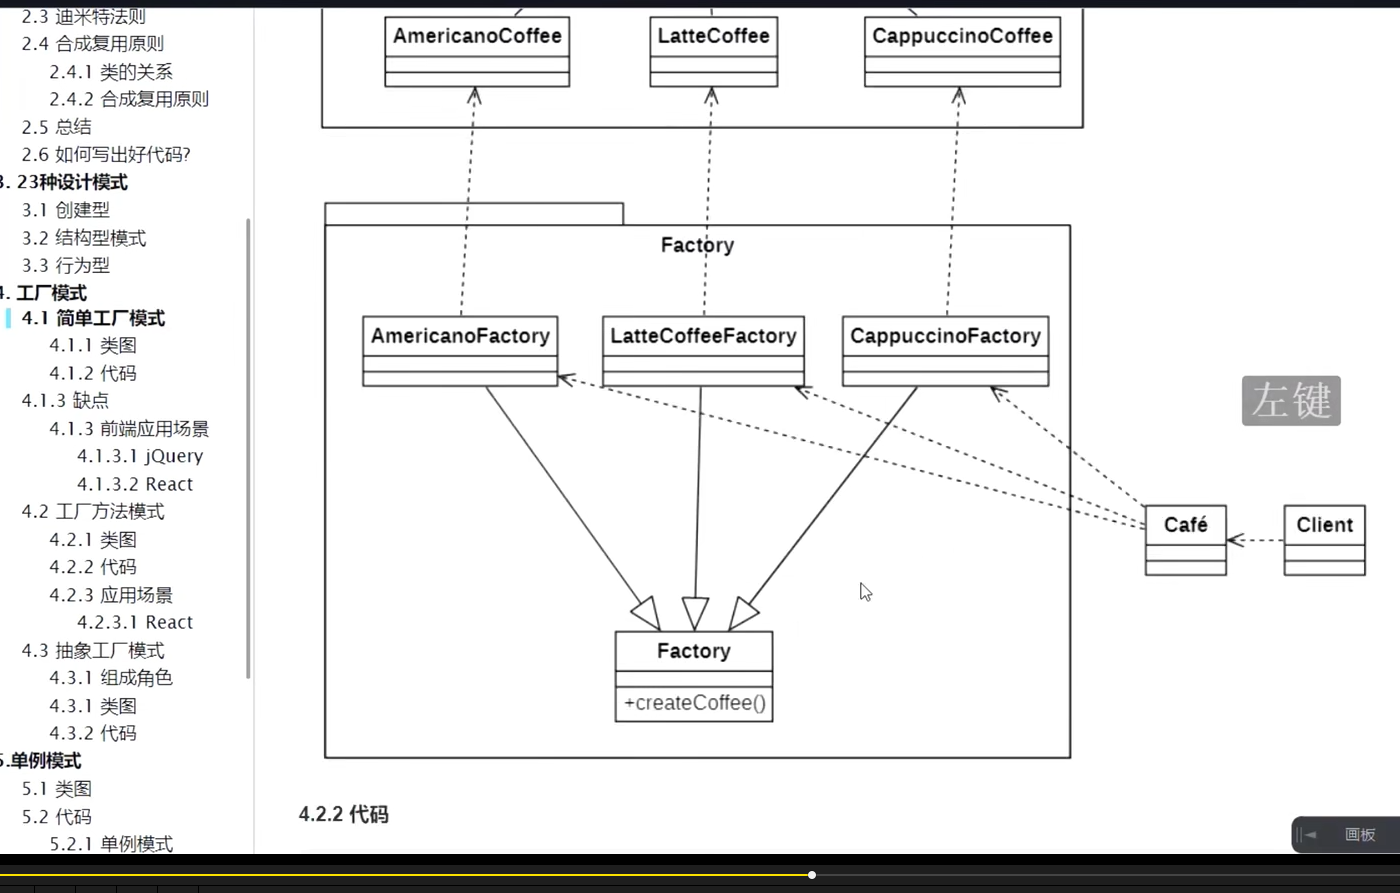 2.3 迪米特法则
2.4 合成复用原则
2.4.1 类的关系
2.4.2 合成复用原则
2.5 总结
2.6 如何写出好代码?
3. 23种设计模式
3.1 创建型
3.2 结构型模式
3.3 行为型
4. 工厂模式
4.1 简单工厂模式
4.1.1 类图
4.1.2 代码
4.1.3 缺点
4.1.3 前端应用场景
4.1.3.1 jQuery
4.1.3.2 React
4.2 工厂方法模式
4.2.1 类图
4.2.2 代码
4.2.3 应用场景
4.2.3.1 React
4.3 抽象工厂模式
4.3.1 组成角色
4.3.1 类图
4.3.2 代码
5.单例模式
5.1 类图
5.2 代码
5.2.1 单例模式
AmericanoCoffee
LatteCoffee
CappuccinoCoffee
Factory
AmericanoFactory
LatteCoffeeFactory
CappuccinoFactory
左键
Café
Client
Factory
+createCoffee()
4.2.2 代码
画板